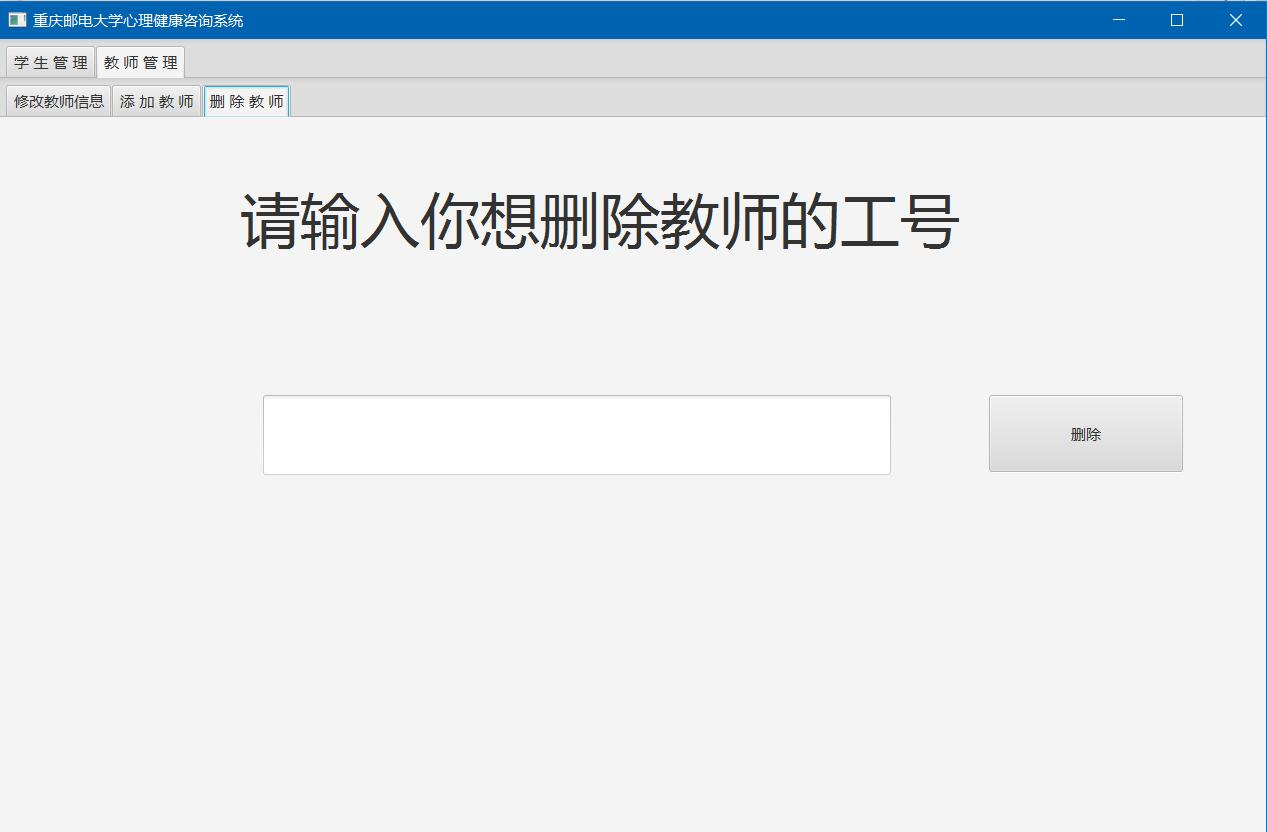 重庆邮电大学心理健康咨询系统
学 生 管 理 教 师 管 理
修改教师信息 添 加 教 师 删 除 教 师
请输入你想删除教师的工号
删除